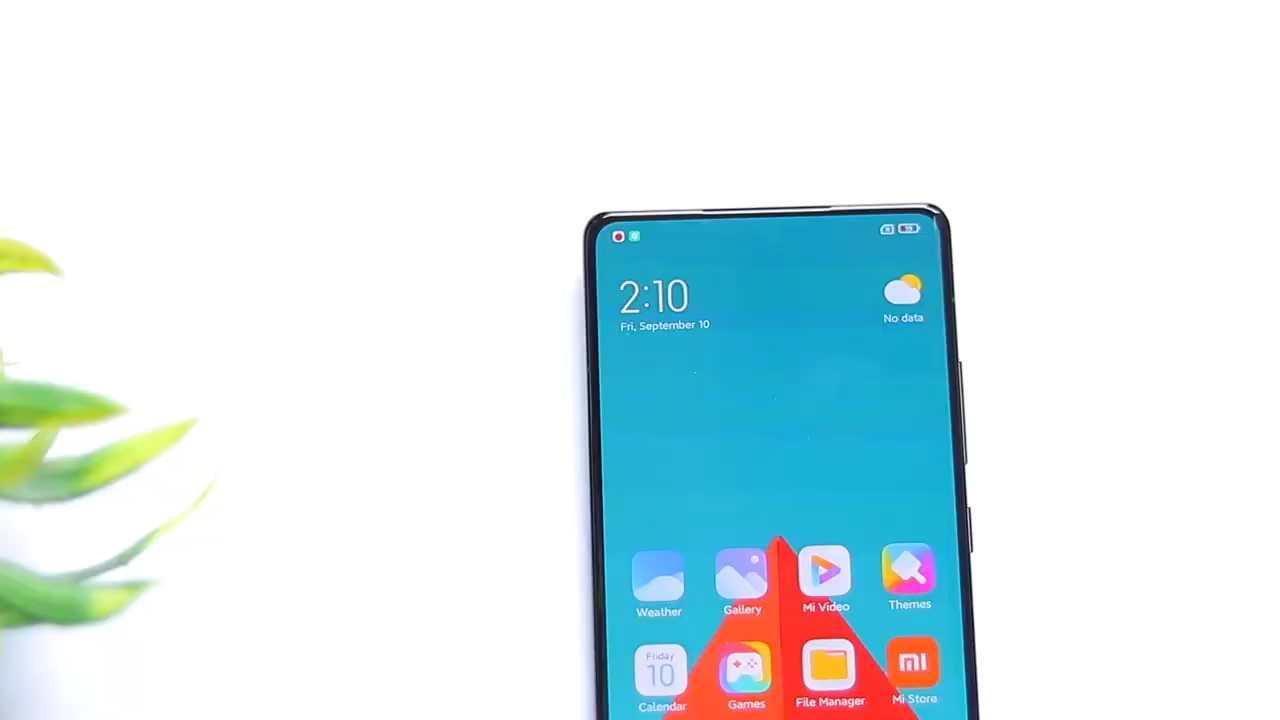 2:10
Fri, September 10
No data
Weather
Gallery
Mi Video
Themes
Friday
10
Calendar
Games
File Manager
mi
Mi Store